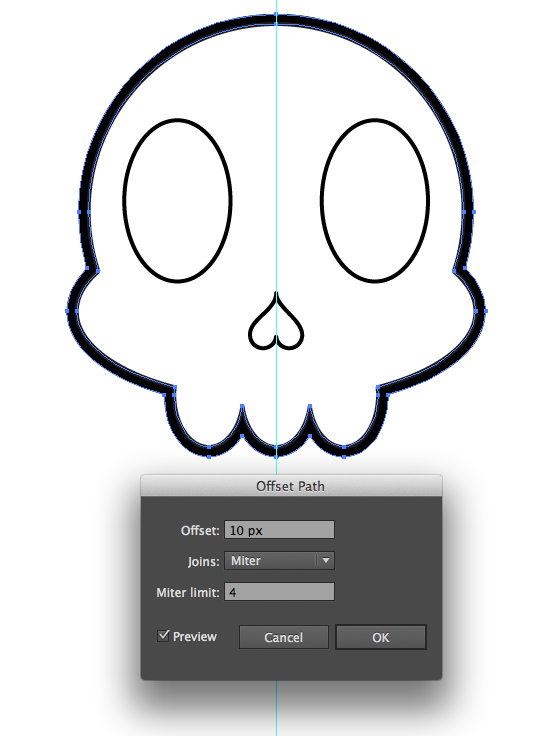 Offset Path
Offset: 10 px
Joins: Miter
Miter limit: 4
Preview Cancel OK